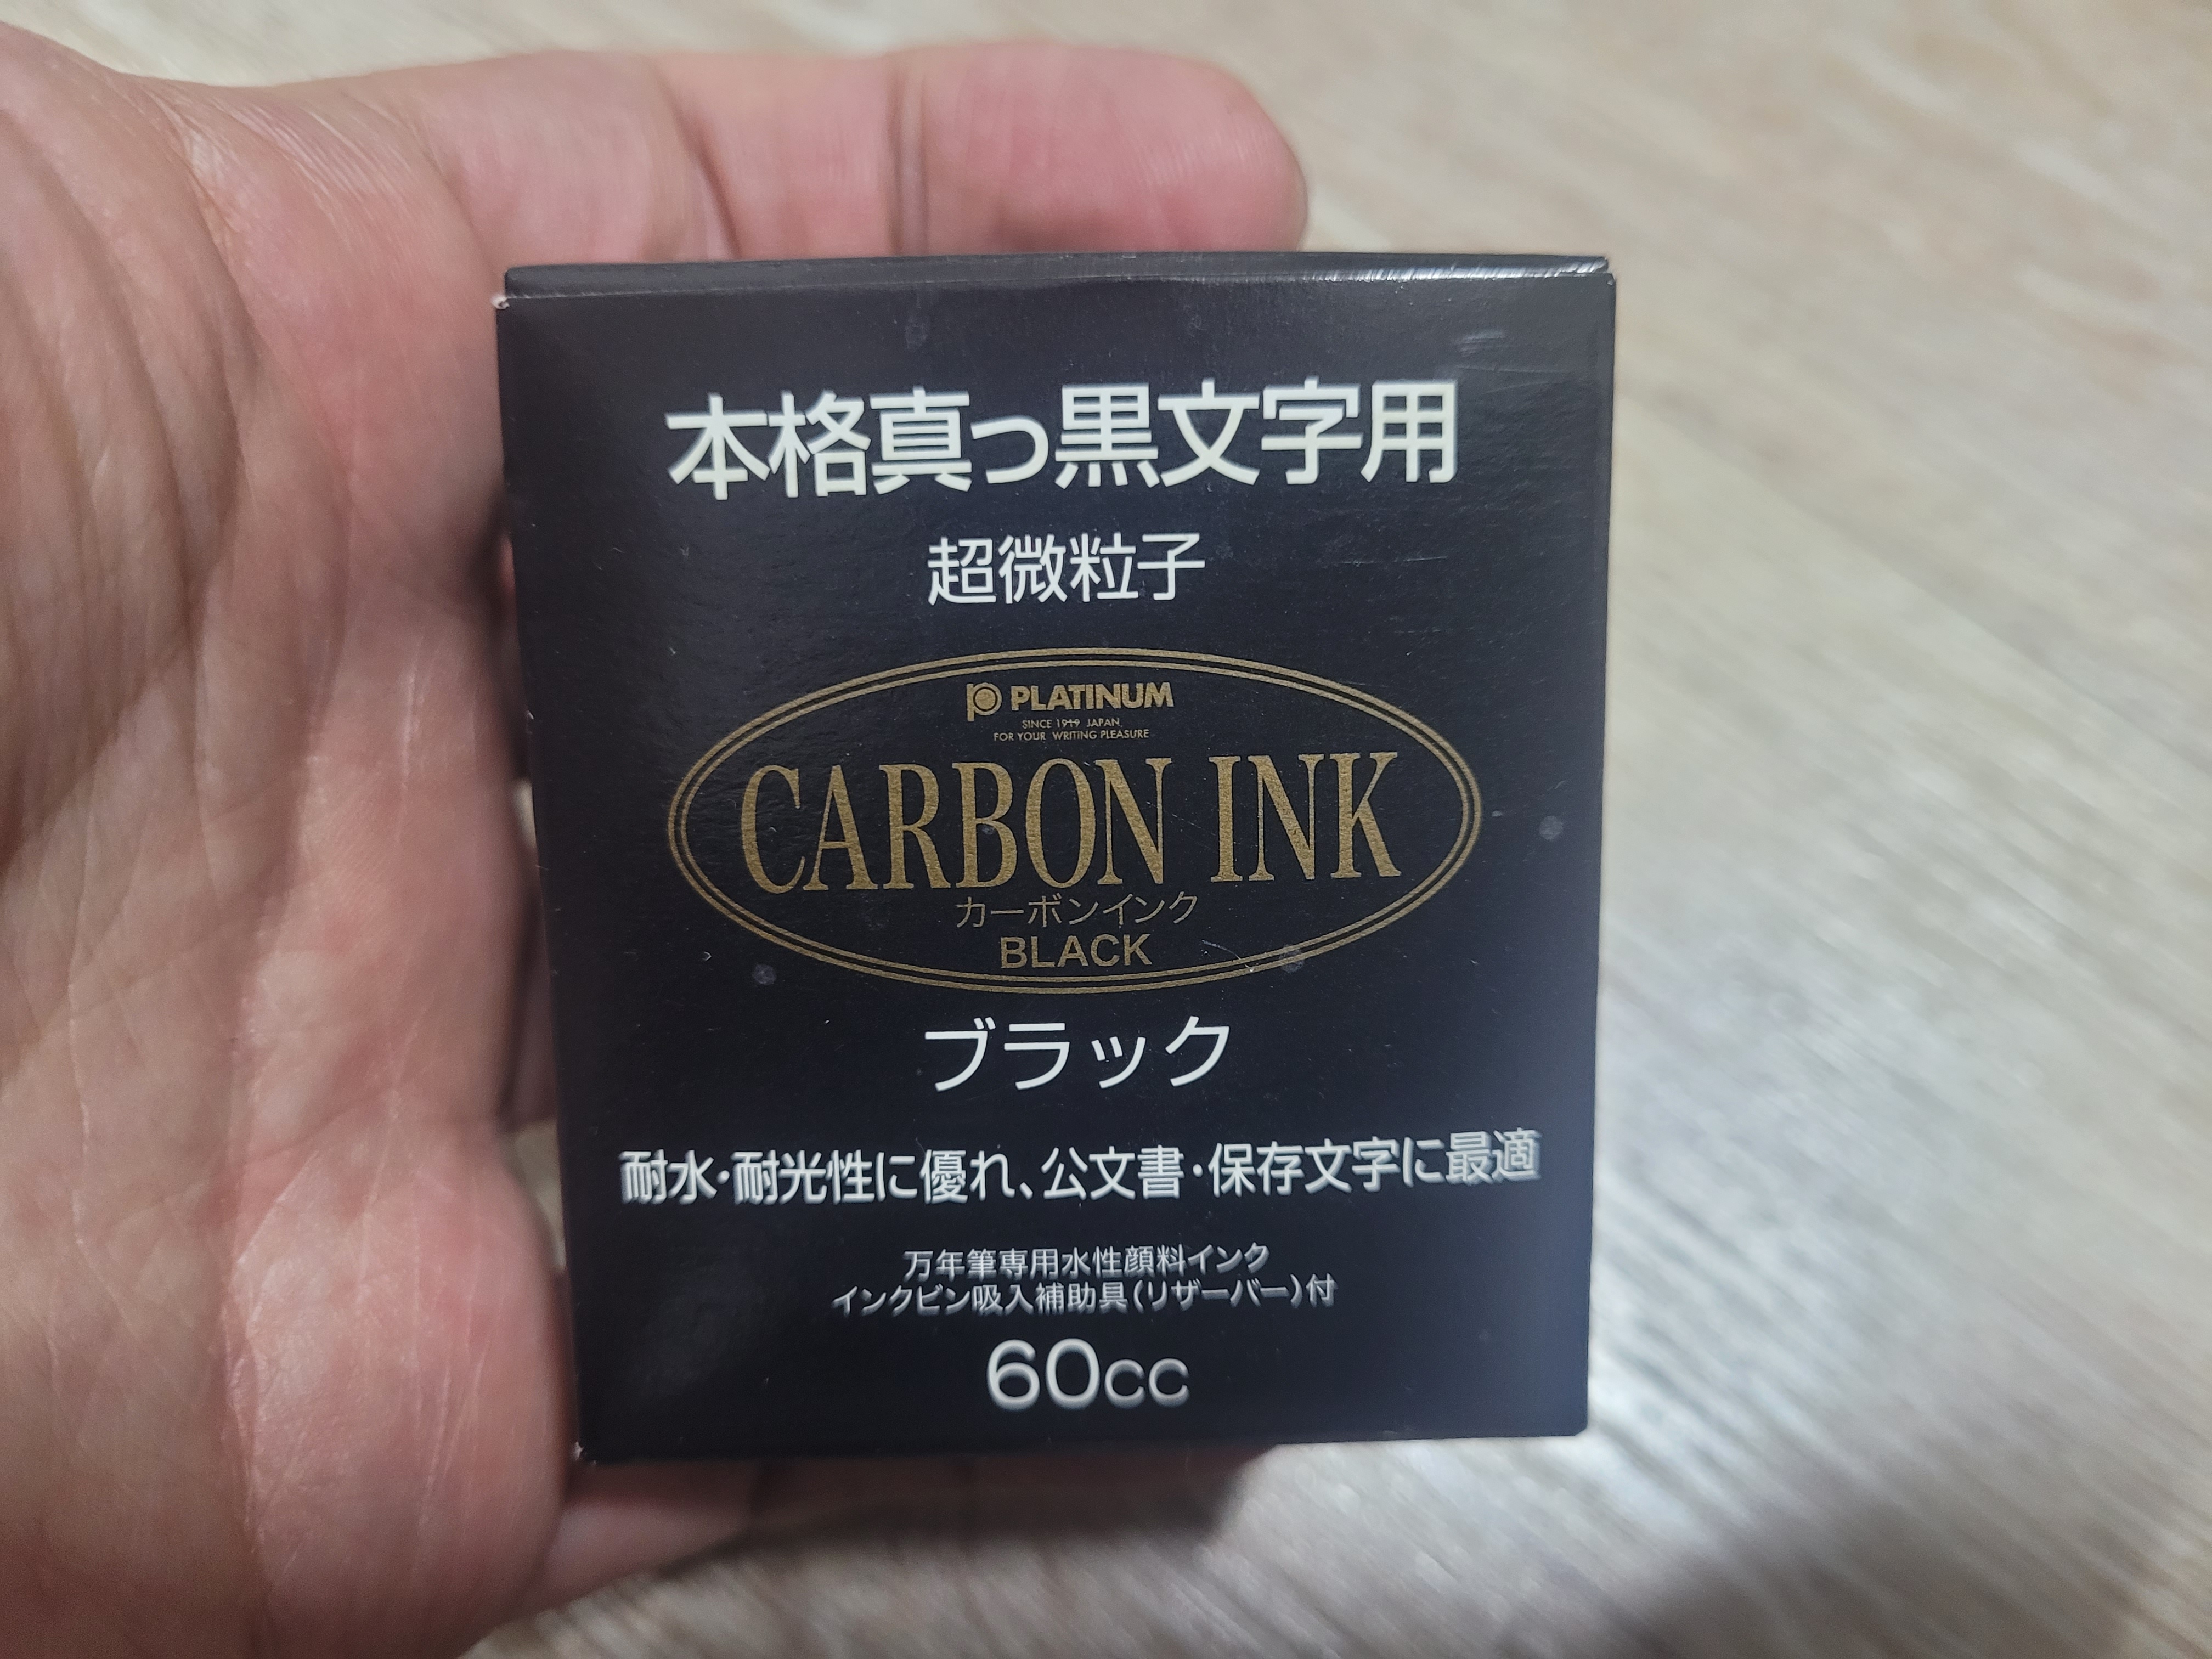 本格真っ黒文字用
超微粒子
PLATINUM
SINCE 1919 JAPAN
FOR YOUR WRITING PLEASURE
CARBON INK
カーボンインク
BLACK
ブラック
耐水・耐光性に優れ、公文書・保存文字に最適
万年筆専用水性顔料インク
インクビン吸入補助具(リザーバー)付
60cc